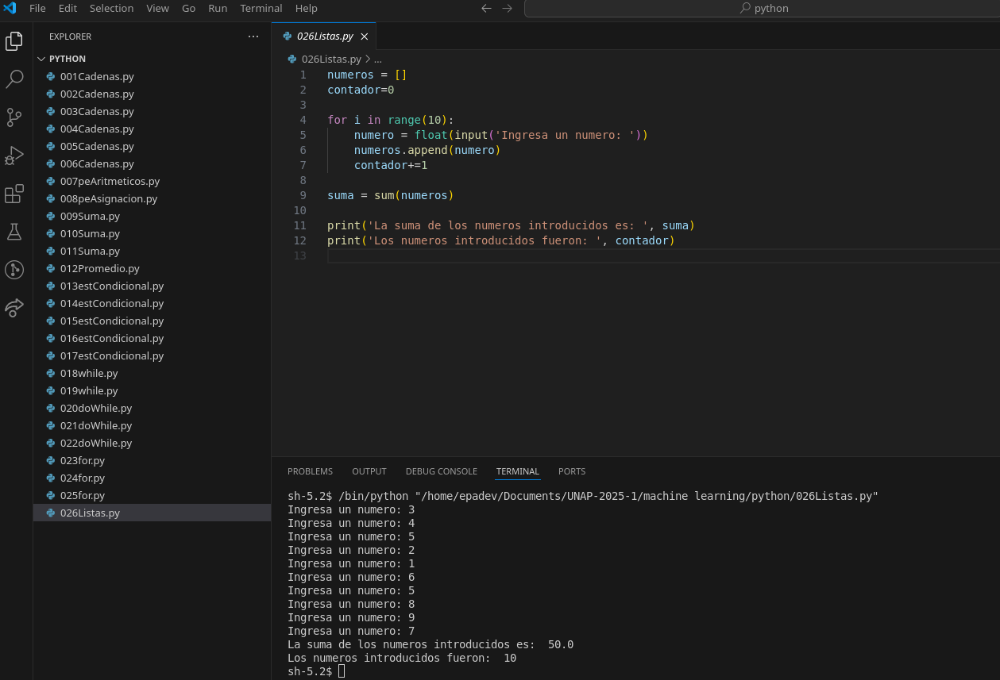 File Edit Selection View Go Run Terminal Help
python
EXPLORER
026Listas.py
PYTHON
026Listas.py > ...
001Cadenas.py
002Cadenas.py
003Cadenas.py
004Cadenas.py
005Cadenas.py
006Cadenas.py
007peAritmeticos.py
008peAsignacion.py
009Suma.py
010Suma.py
011Suma.py
012Promedio.py
013estCondicional.py
014estCondicional.py
015estCondicional.py
016estCondicional.py
017estCondicional.py
018while.py
019while.py
020doWhile.py
021doWhile.py
022doWhile.py
023for.py
024for.py
025for.py
026Listas.py
1 numeros = []
2 contador=0
3
4 for i in range(10):
5     numero = float(input('Ingresa un numero: '))
6     numeros.append(numero)
7     contador+=1
8
9 suma = sum(numeros)
10
11 print('La suma de los numeros introducidos es: ', suma)
12 print('Los numeros introducidos fueron: ', contador)
13
PROBLEMS OUTPUT DEBUG CONSOLE TERMINAL PORTS
sh-5.2$ /bin/python "/home/epadev/Documents/UNAP-2025-1/machine learning/python/026Listas.py"
Ingresa un numero: 3
Ingresa un numero: 4
Ingresa un numero: 5
Ingresa un numero: 2
Ingresa un numero: 1
Ingresa un numero: 6
Ingresa un numero: 5
Ingresa un numero: 8
Ingresa un numero: 9
Ingresa un numero: 7
La suma de los numeros introducidos es:  50.0
Los numeros introducidos fueron:  10
sh-5.2$